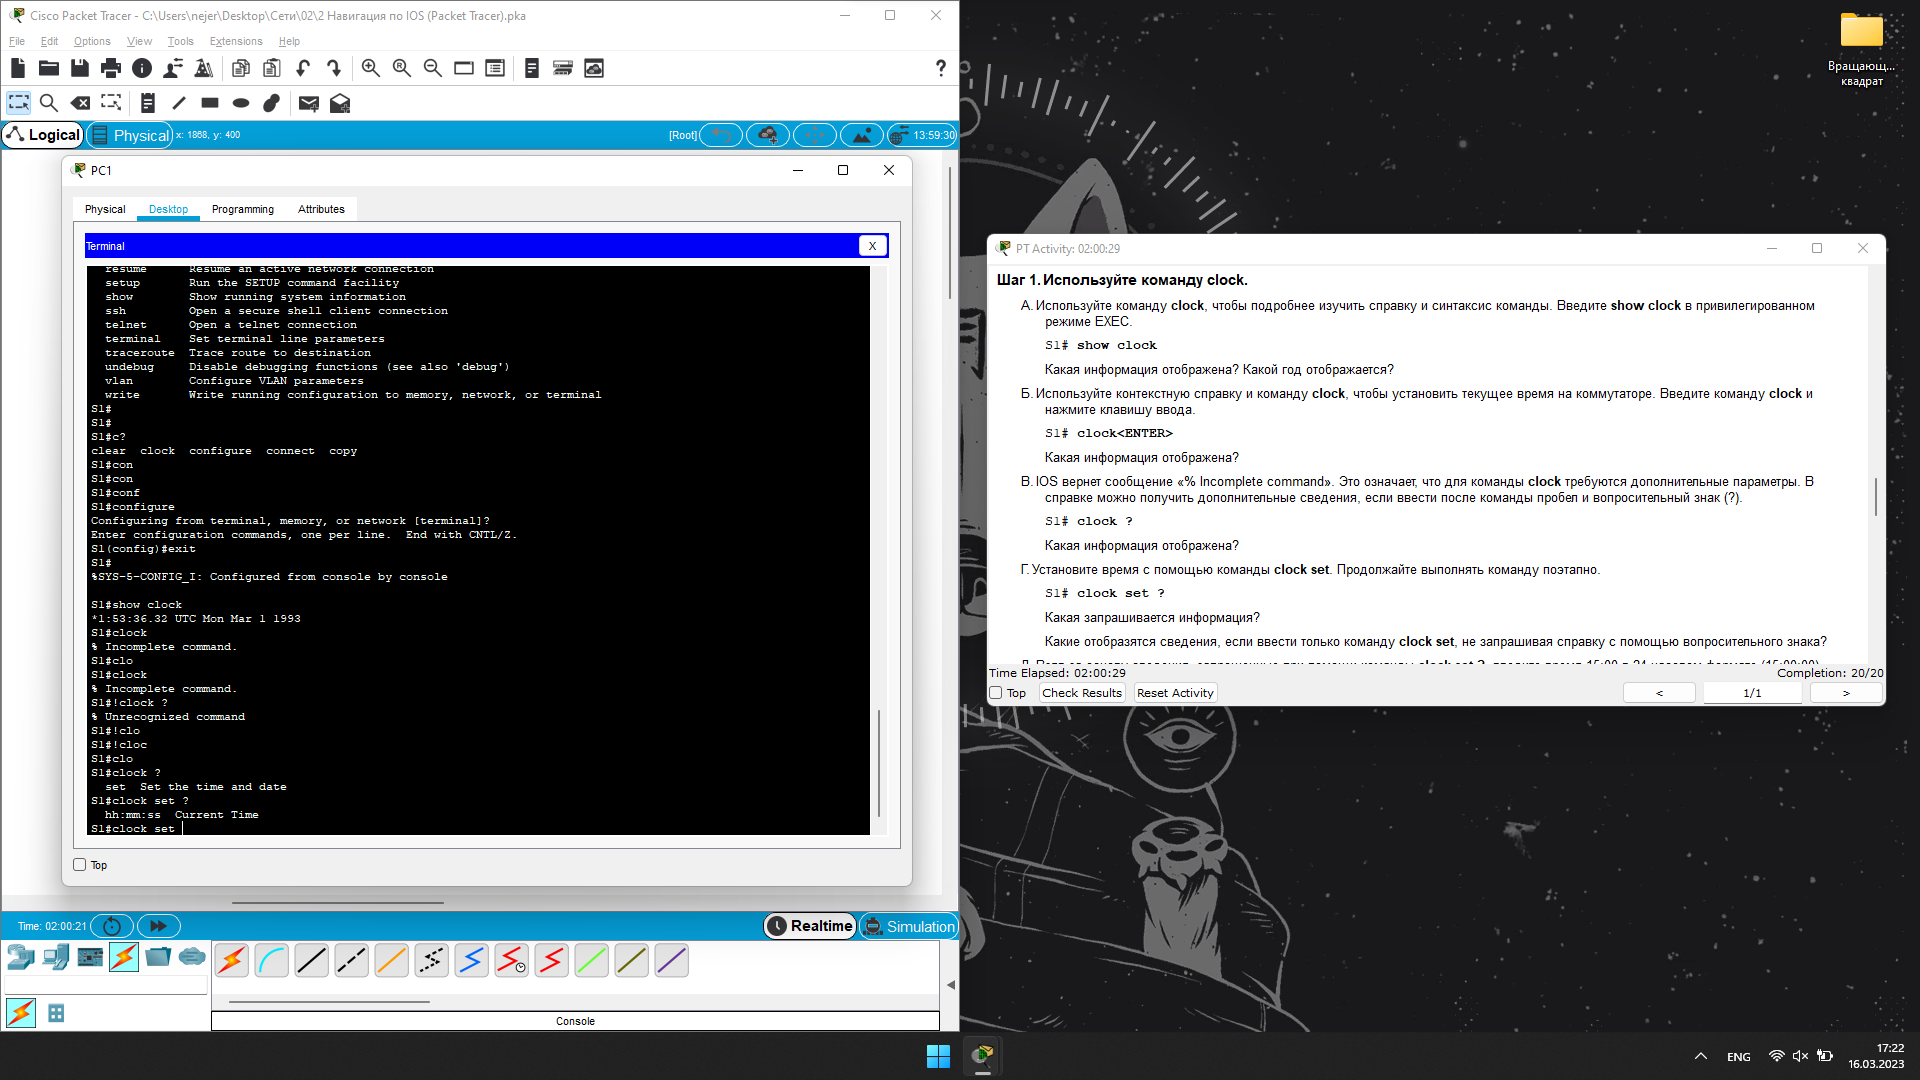 Cisco Packet Tracer - C:\Users\nejer\Desktop\Сети\02\2 Навигация по IOS (Packet Tracer).pka
File Edit Options View Tools Extensions Help
Logical Physical x: 1868, y: 400 [Root] 13:59:30
PC1
Physical Desktop Programming Attributes
Terminal X
resume Resume an active network connection
setup Run the SETUP command facility
show Show running system information
ssh Open a secure shell client connection
telnet Open a telnet connection
terminal Set terminal line parameters
traceroute Trace route to destination
undebug Disable debugging functions (see also 'debug')
vlan Configure VLAN parameters
write Write running configuration to memory, network, or terminal
S1#
S1#
S1#c?
clear clock configure connect copy
S1#con
S1#con
S1#conf
S1#configure
Configuring from terminal, memory, or network [terminal]?
Enter configuration commands, one per line. End with CNTL/Z.
S1(config)#exit
S1#
%SYS-5-CONFIG_I: Configured from console by console
S1#show clock
*1:53:36.32 UTC Mon Mar 1 1993
S1#clock
% Incomplete command.
S1#clo
S1#clock
% Incomplete command.
S1#!clock ?
% Unrecognized command
S1#!clo
S1#!cloc
S1#clo
S1#clock ?
set Set the time and date
S1#clock set ?
hh:mm:ss Current Time
S1#clock set
Top
Time: 02:00:21 Realtime Simulation
Console
Вращающ...
квадрат
PT Activity: 02:00:29
Шаг 1. Используйте команду clock.
А. Используйте команду clock, чтобы подробнее изучить справку и синтаксис команды. Введите show clock в привилегированном
режиме EXEC.
S1# show clock
Какая информация отображена? Какой год отображается?
Б. Используйте контекстную справку и команду clock, чтобы установить текущее время на коммутаторе. Введите команду clock и
нажмите клавишу ввода.
S1# clock<ENTER>
Какая информация отображена?
В. IOS вернет сообщение «% Incomplete command». Это означает, что для команды clock требуются дополнительные параметры. В
справке можно получить дополнительные сведения, если ввести после команды пробел и вопросительный знак (?).
S1# clock ?
Какая информация отображена?
Г. Установите время с помощью команды clock set. Продолжайте выполнять команду поэтапно.
S1# clock set ?
Какая запрашивается информация?
Какие отобразятся сведения, если ввести только команду clock set, не запрашивая справку с помощью вопросительного знака?
Time Elapsed: 02:00:29 Completion: 20/20
Top Check Results Reset Activity < 1/1 >
ENG 17:22
16.03.2023